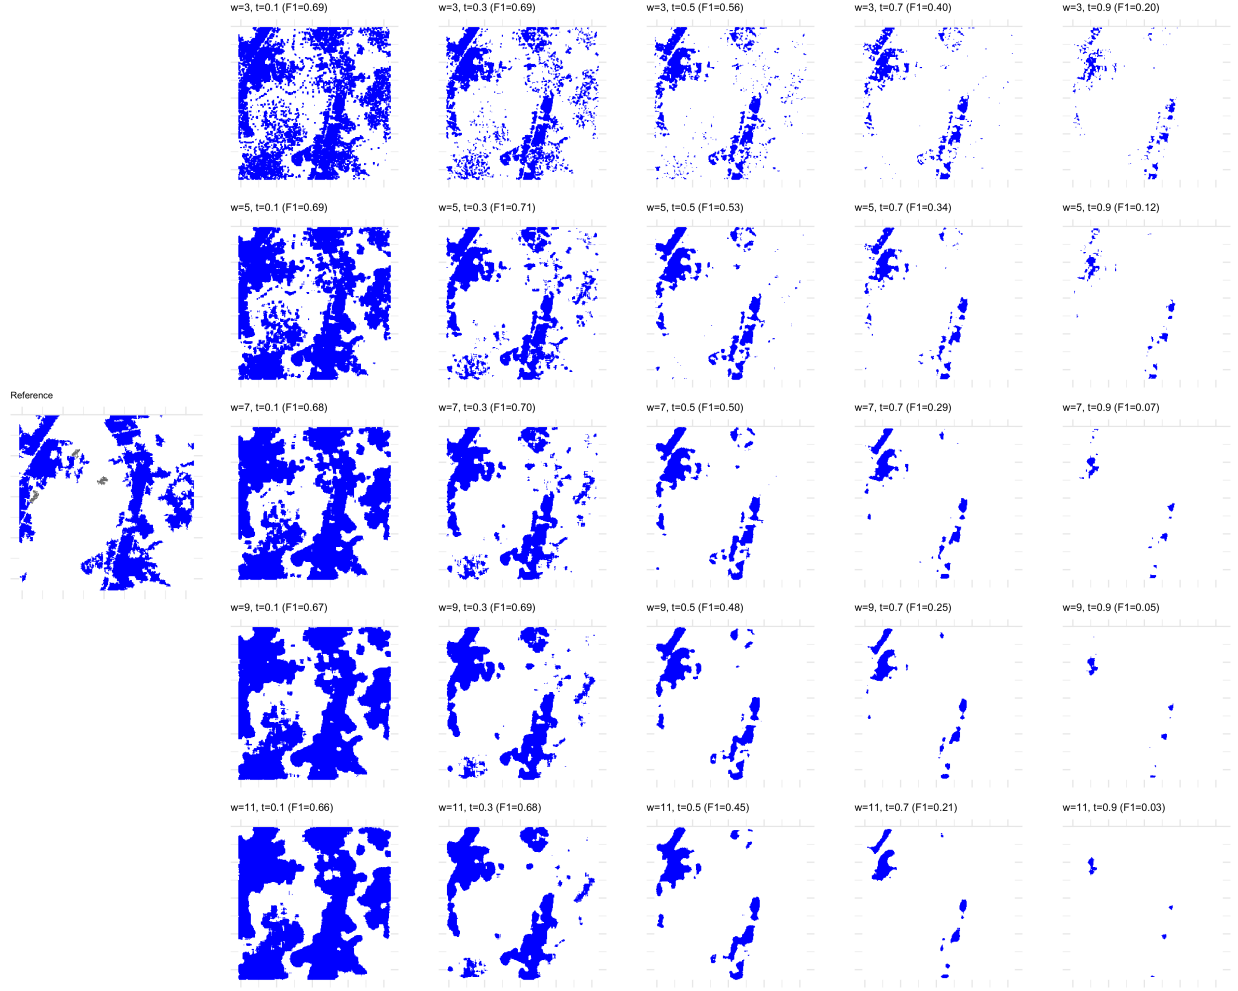 w=3, t=0.1 (F1=0.69)
w=3, t=0.3 (F1=0.69)
w=3, t=0.5 (F1=0.56)
w=3, t=0.7 (F1=0.40)
w=3, t=0.9 (F1=0.20)
w=5, t=0.1 (F1=0.69)
w=5, t=0.3 (F1=0.71)
w=5, t=0.5 (F1=0.53)
w=5, t=0.7 (F1=0.34)
w=5, t=0.9 (F1=0.12)
Reference
w=7, t=0.1 (F1=0.68)
w=7, t=0.3 (F1=0.70)
w=7, t=0.5 (F1=0.50)
w=7, t=0.7 (F1=0.29)
w=7, t=0.9 (F1=0.07)
w=9, t=0.1 (F1=0.67)
w=9, t=0.3 (F1=0.69)
w=9, t=0.5 (F1=0.48)
w=9, t=0.7 (F1=0.25)
w=9, t=0.9 (F1=0.05)
w=11, t=0.1 (F1=0.66)
w=11, t=0.3 (F1=0.68)
w=11, t=0.5 (F1=0.45)
w=11, t=0.7 (F1=0.21)
w=11, t=0.9 (F1=0.03)